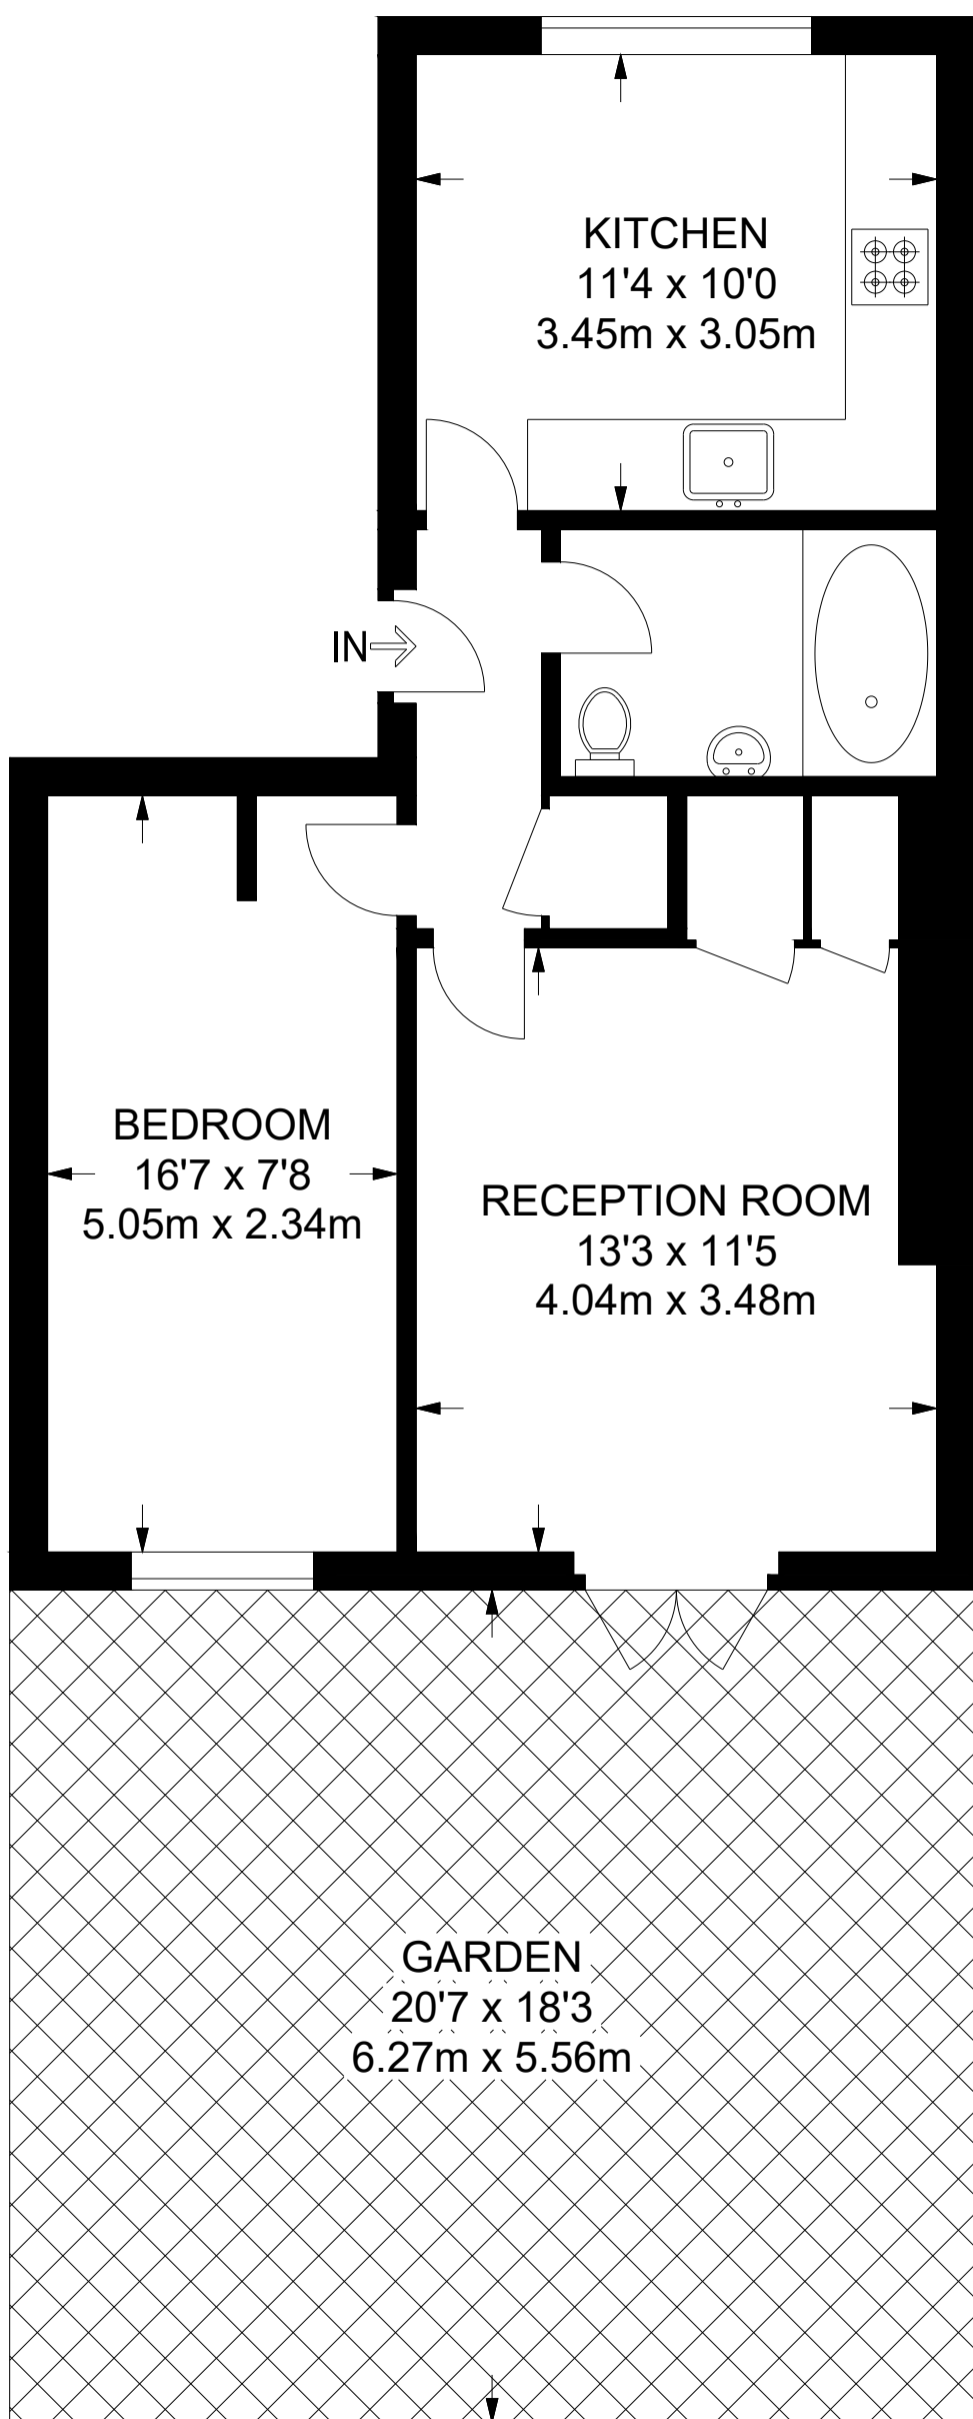 KITCHEN
11'4 x 10'0
3.45m x 3.05m
IN
BEDROOM
16'7 x 7'8
5.05m x 2.34m
RECEPTION ROOM
13'3 x 11'5
4.04m x 3.48m
GARDEN
20'7 x 18'3
6.27m x 5.56m